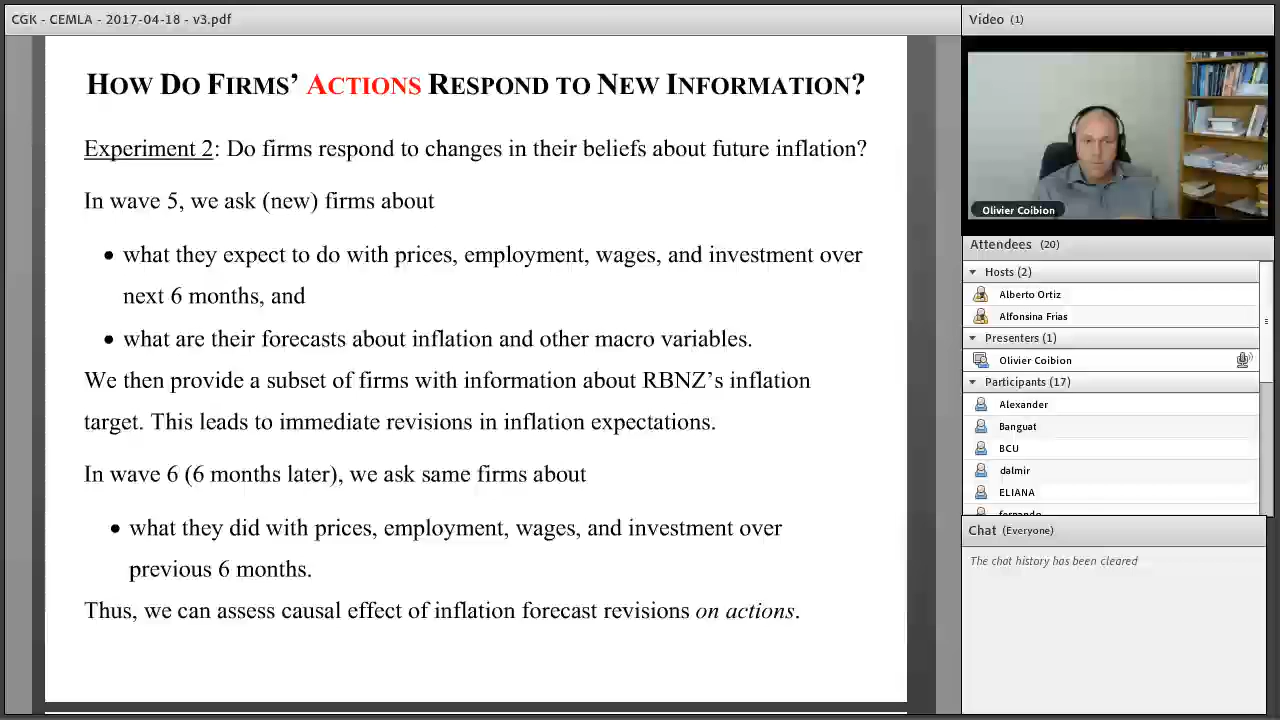 CGK - CEMLA - 2017-04-18 - v3.pdf
HOW DO FIRMS' ACTIONS RESPOND TO NEW INFORMATION?
Experiment 2: Do firms respond to changes in their beliefs about future inflation?
In wave 5, we ask (new) firms about
• what they expect to do with prices, employment, wages, and investment over
next 6 months, and
• what are their forecasts about inflation and other macro variables.
We then provide a subset of firms with information about RBNZ's inflation
target. This leads to immediate revisions in inflation expectations.
In wave 6 (6 months later), we ask same firms about
• what they did with prices, employment, wages, and investment over
previous 6 months.
Thus, we can assess causal effect of inflation forecast revisions on actions.
Video (1)
Olivier Coibion
Attendees (20)
Hosts (2)
Alberto Ortiz
Alfonsina Frias
Presenters (1)
Olivier Coibion
Participants (17)
Alexander
Banguat
BCU
dalmir
ELIANA
fernando
Chat (Everyone)
The chat history has been cleared